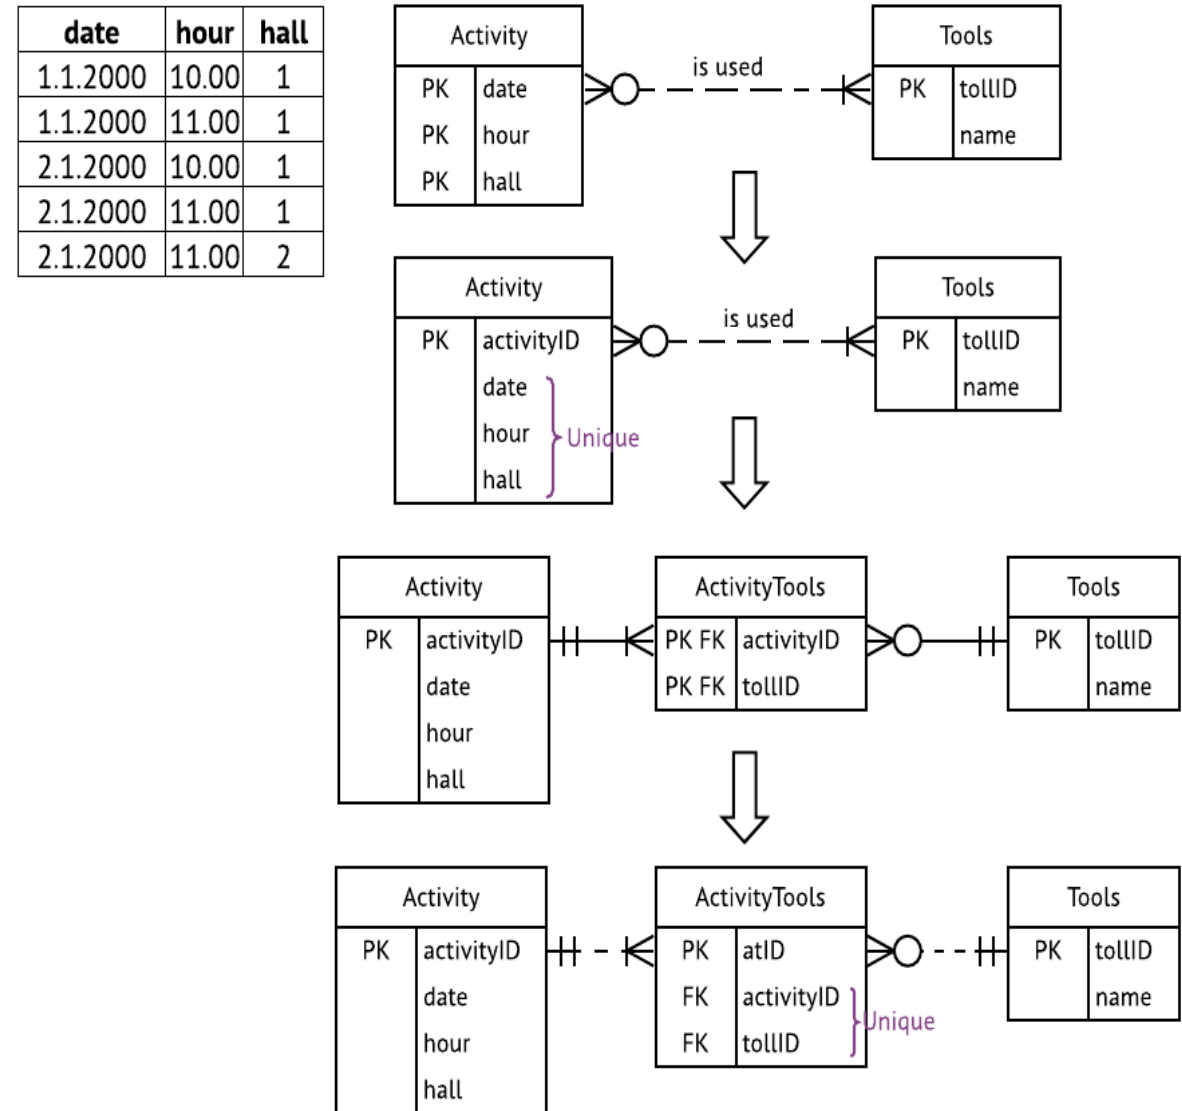 date hour hall
1.1.2000 10.00 1
1.1.2000 11.00 1
2.1.2000 10.00 1
2.1.2000 11.00 1
2.1.2000 11.00 2
Activity
PK date
PK hour
PK hall
is used
Tools
PK tollID
name
Activity
PK activityID
date
hour
hall
Unique
is used
Tools
PK tollID
name
Activity
PK activityID
date
hour
hall
ActivityTools
PK FK activityID
PK FK tollID
Tools
PK tollID
name
Activity
PK activityID
date
hour
hall
ActivityTools
PK atID
FK activityID
FK tollID
Unique
Tools
PK tollID
name